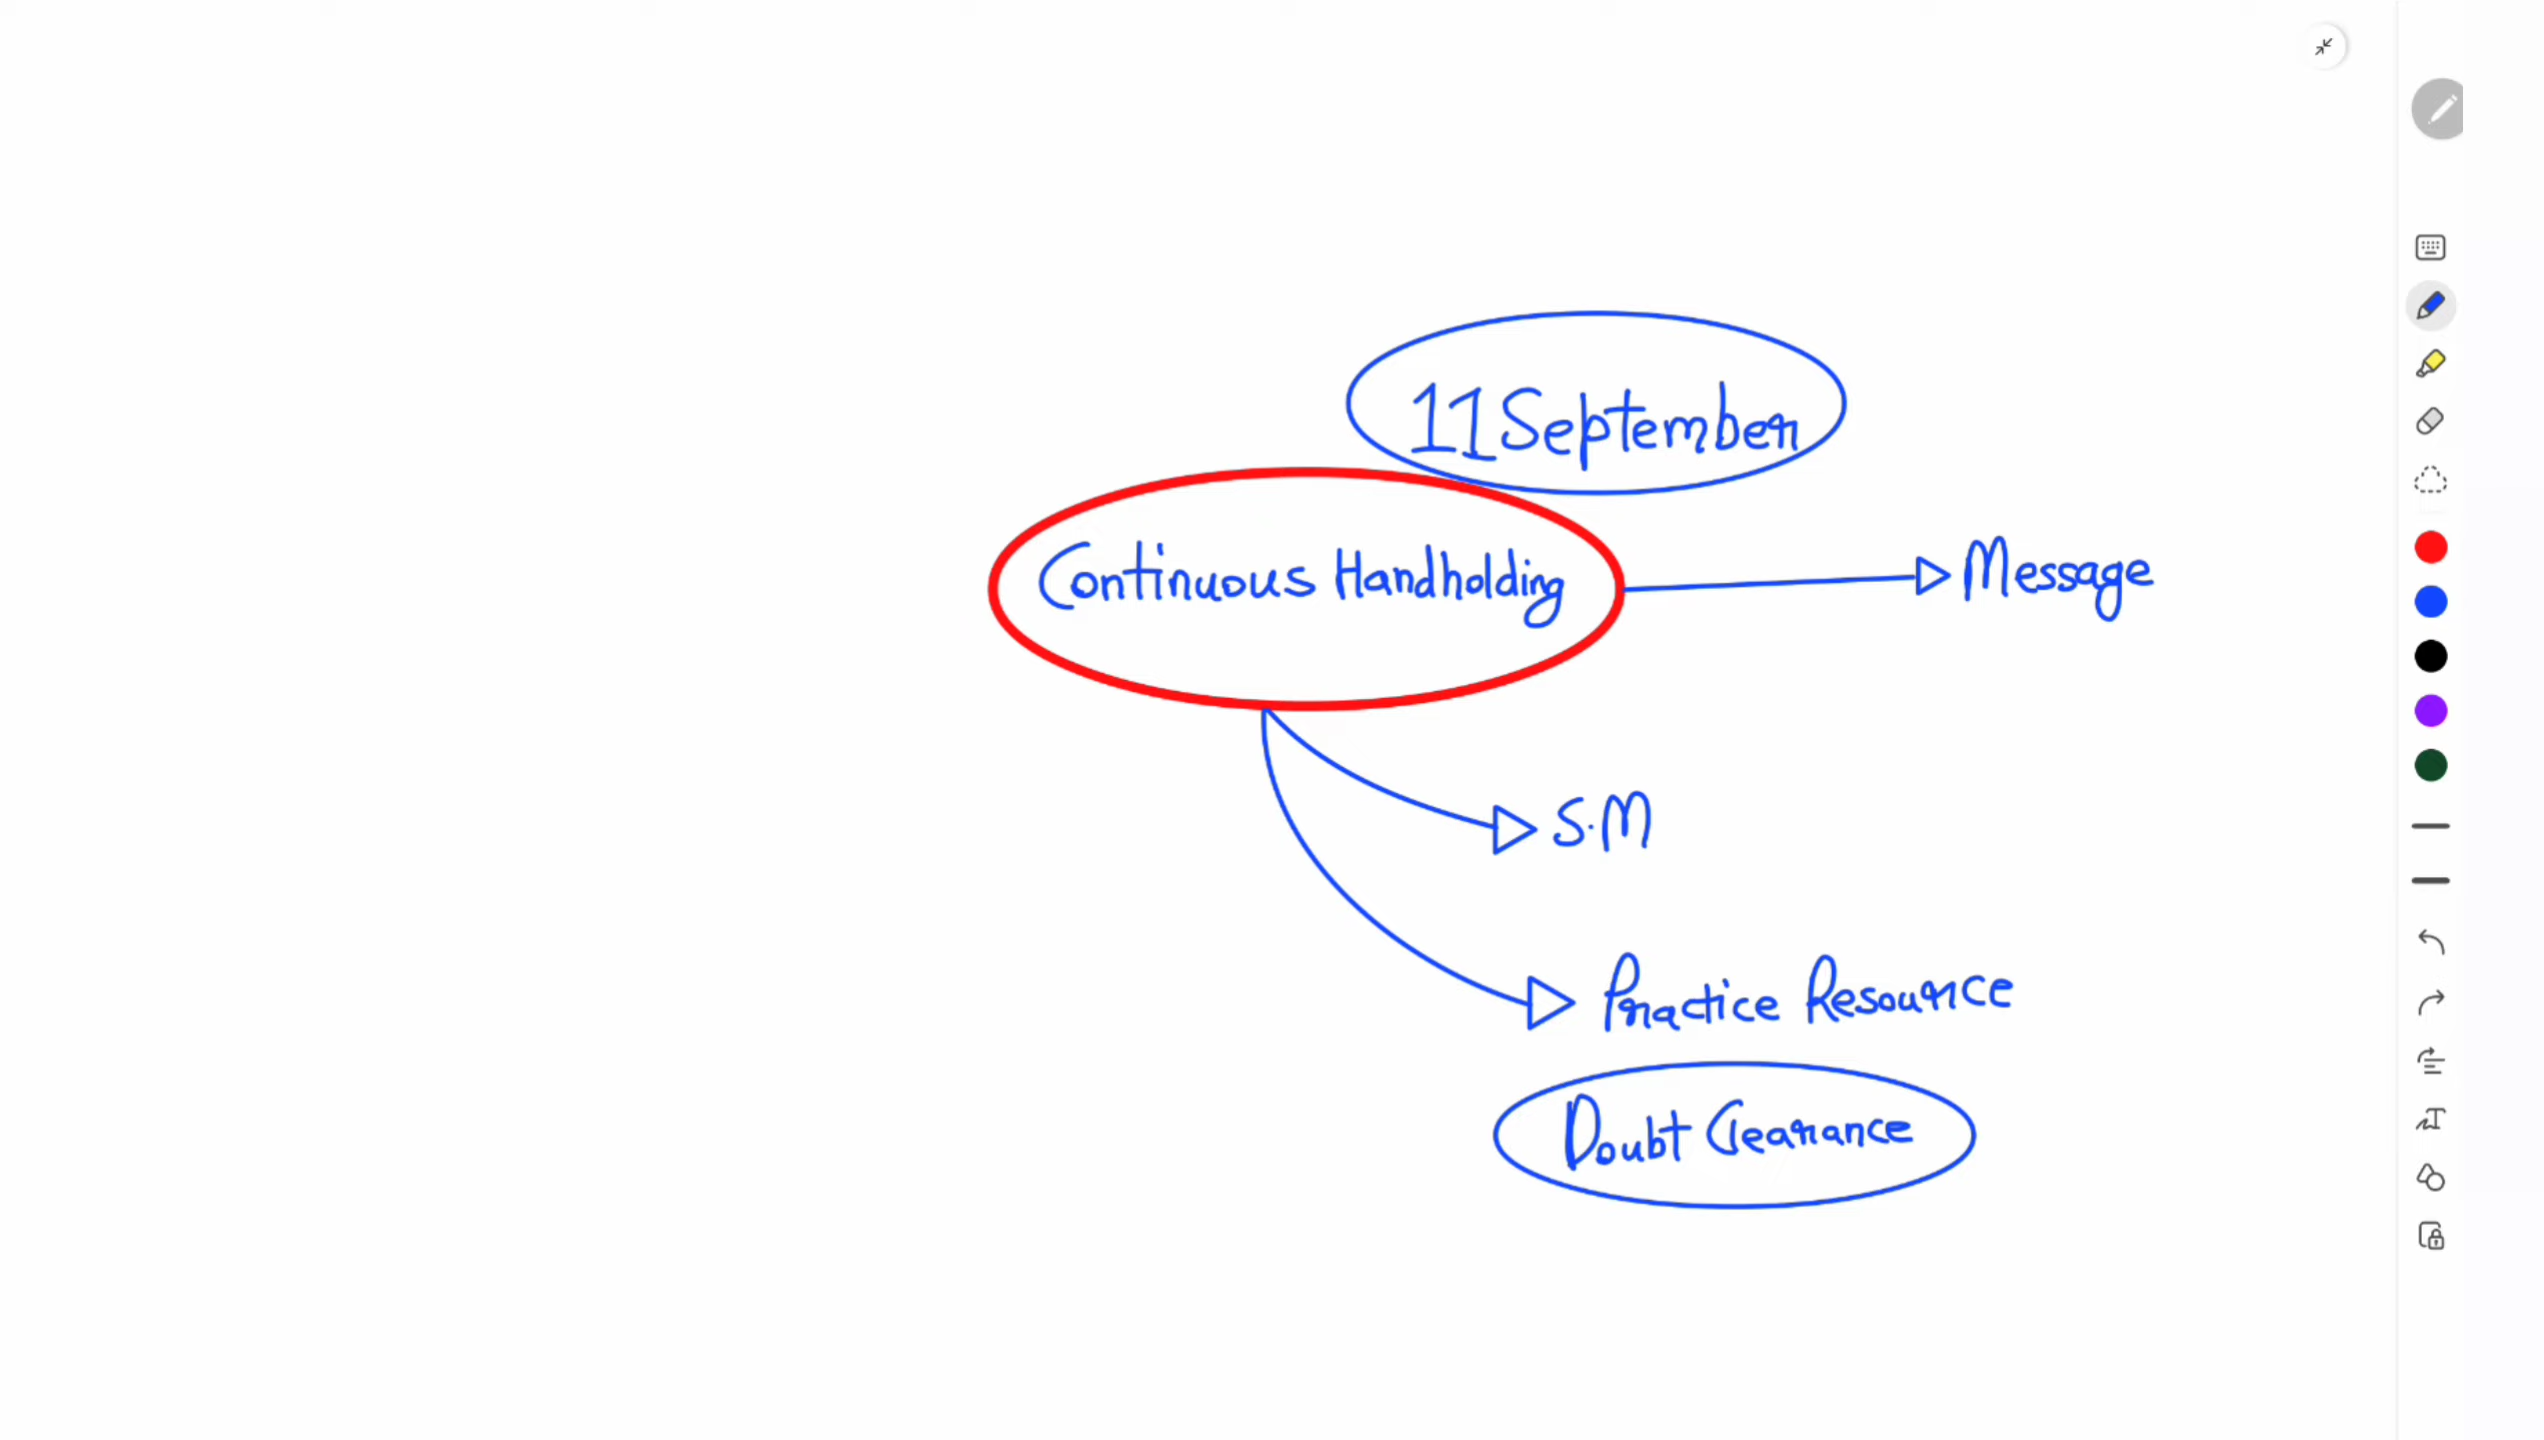 11 September
Continuous Handholding
Message
S.M
Practice Resource
Doubt Clearance